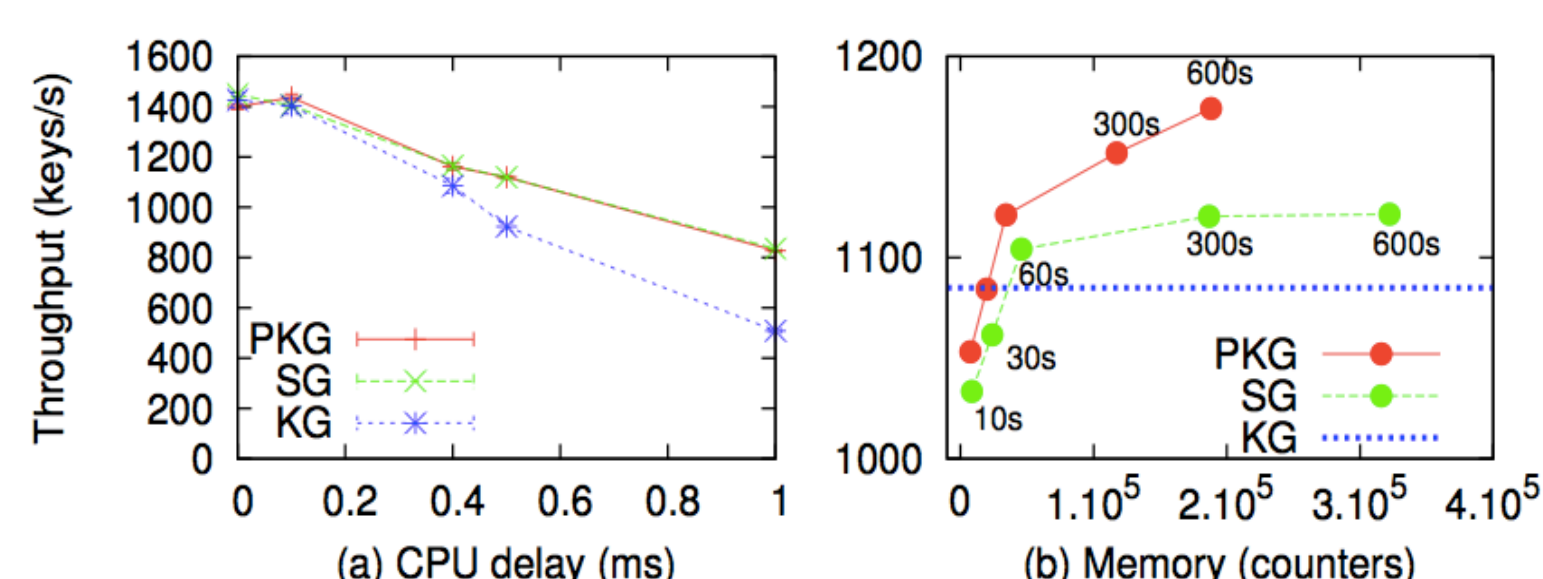 Throughput (keys/s)
1600
1400
1200
1000
800
600
400
200
0
PKG
SG
KG
0 0.2 0.4 0.6 0.8 1
(a) CPU delay (ms)
1200
1100
1000
600s
300s
300s
600s
60s
30s
10s
PKG
SG
KG
0 1.10⁵ 2.10⁵ 3.10⁵ 4.10⁵
(b) Memory (counters)